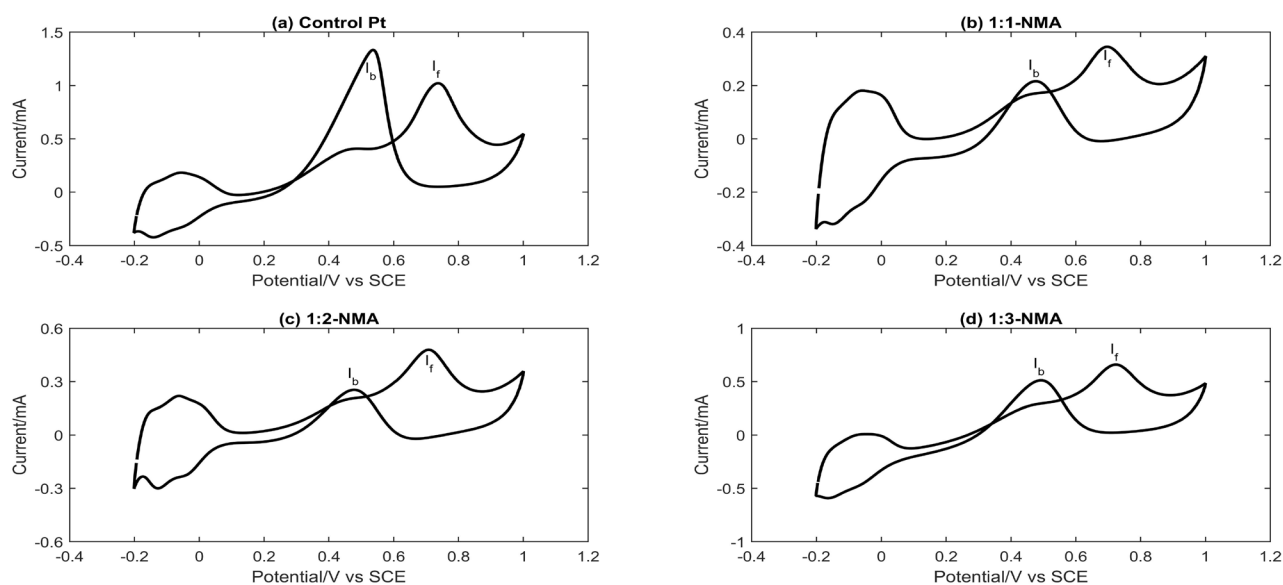 (a) Control Pt
Current/mA
1.5
1
0.5
0
-0.5
I_b
I_f
-0.4 -0.2 0 0.2 0.4 0.6 0.8 1 1.2
Potential/V vs SCE
(b) 1:1-NMA
Current/mA
0.4
0.2
0
-0.2
-0.4
I_b
I_f
-0.4 -0.2 0 0.2 0.4 0.6 0.8 1 1.2
Potential/V vs SCE
(c) 1:2-NMA
Current/mA
0.6
0.3
0
-0.3
-0.6
I_b
I_f
-0.4 -0.2 0 0.2 0.4 0.6 0.8 1 1.2
Potential/V vs SCE
(d) 1:3-NMA
Current/mA
1
0.5
0
-0.5
-1
I_b
I_f
-0.4 -0.2 0 0.2 0.4 0.6 0.8 1 1.2
Potential/V vs SCE